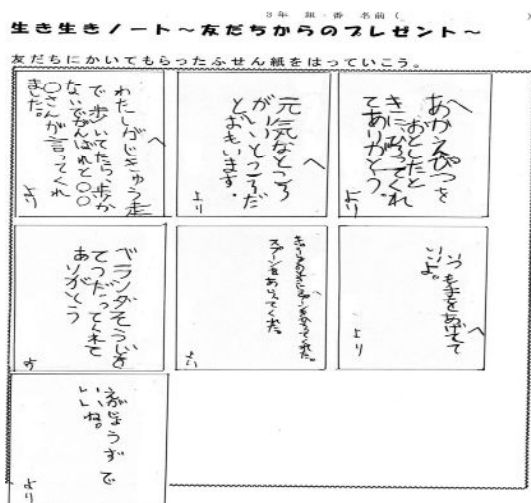 3年 組・番 名前( )
生き生きノート～友だちからのプレゼント～
友だちにかいてもらったふせん紙をはっていこう。
へ
あかえんぴつを
おとしたと
きに、ひろってくれ
てありがとう。
より
へ
元気なところ
がいいところだ
とおもいます。
より
へ
わたしがじきゅう走
で歩いてたら、歩か
ないでがんばれと○○
○さんが言ってくれ
ました。
より
へ
いつも手をあげてて
いいよ。
より
スプーンをあらってくれた。
より
ベランダそうじを
てつだってくれて
ありがとう
より
えがじょうずで
いいね。
より